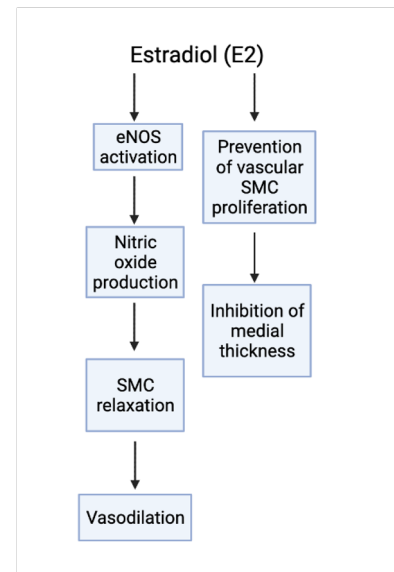 Estradiol (E2)
eNOS
activation
Nitric
oxide
production
SMC
relaxation
Vasodilation
Prevention
of vascular
SMC
proliferation
Inhibition of
medial
thickness